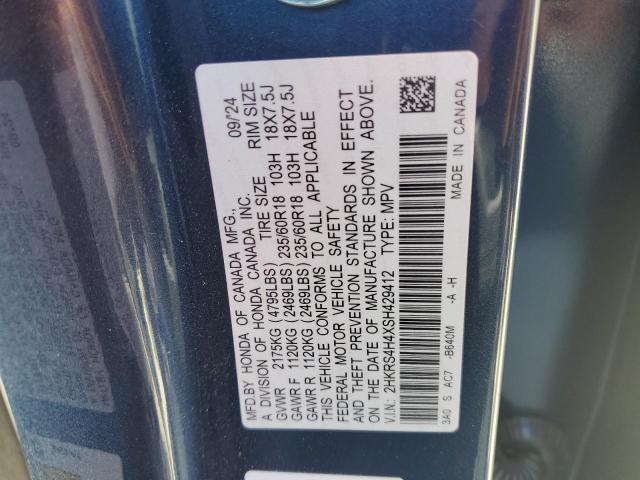 MFD.BY HONDA OF CANADA MFG., 09/'24
A DIVISION OF HONDA CANADA INC.
TIRE SIZE RIM SIZE
GVWR 2175KG (4795LBS)
GAWR F 1120KG (2469LBS) 235/60R18 103H 18X7.5J
GAWR R 1120KG (2469LBS) 235/60R18 103H 18X7.5J
THIS VEHICLE CONFORMS TO ALL APPLICABLE
FEDERAL MOTOR VEHICLE SAFETY
AND THEFT PREVENTION STANDARDS IN EFFECT
ON THE DATE OF MANUFACTURE SHOWN ABOVE.
V.I.N.: 2HKRS4H4XSH429412 TYPE: MPV
3A0 S AC7 -B640M -A -H MADE IN CANADA